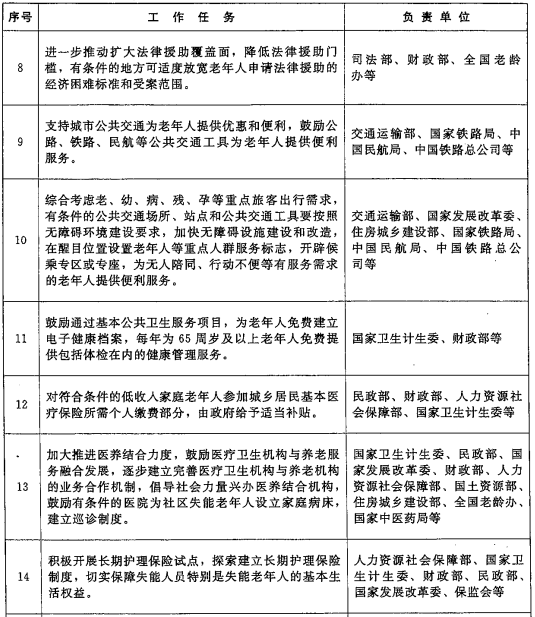 序号 工作任务 负责单位
8
进一步推动扩大法律援助覆盖面，降低法律援助门
槛，有条件的地方可适度放宽老年人申请法律援助的
经济困难标准和受案范围。
司法部、财政部、全国老龄
办等
9
支持城市公共交通为老年人提供优惠和便利，鼓励公
路、铁路、民航等公共交通工具为老年人提供便利
服务。
交通运输部、国家铁路局、中
国民航局、中国铁路总公司等
10
综合考虑老、幼、病、残、孕等重点旅客出行需求，
有条件的公共交通场所、站点和公共交通工具要按照
无障碍环境建设要求，加快无障碍设施建设和改造，
在醒目位置设置老年人等重点人群服务标志，开辟候
乘专区或专座，为无人陪同、行动不便等有服务需求
的老年人提供便利服务。
交通运输部、国家发展改革委、
住房城乡建设部、国家铁路局、
中国民航局、中国铁路总公
司等
11
鼓励通过基本公共卫生服务项目，为老年人免费建立
电子健康档案，每年为 65 周岁及以上老年人免费提
供包括体检在内的健康管理服务。
国家卫生计生委、财政部等
12
对符合条件的低收入家庭老年人参加城乡居民基本医
疗保险所需个人缴费部分，由政府给予适当补贴。
民政部、财政部、人力资源社
会保障部、国家卫生计生委等
13
加大推进医养结合力度，鼓励医疗卫生机构与养老服
务融合发展，逐步建立完善医疗卫生机构与养老机构
的业务合作机制，倡导社会力量兴办医养结合机构，
鼓励有条件的医院为社区失能老年人设立家庭病床，
建立巡诊制度。
国家卫生计生委、民政部、国
家发展改革委、财政部、人力
资源社会保障部、国土资源部、
住房城乡建设部、全国老龄办、
国家中医药局等
14
积极开展长期护理保险试点，探索建立长期护理保险
制度，切实保障失能人员特别是失能老年人的基本生
活权益。
人力资源社会保障部、国家卫
生计生委、财政部、民政部、
国家发展改革委、保监会等